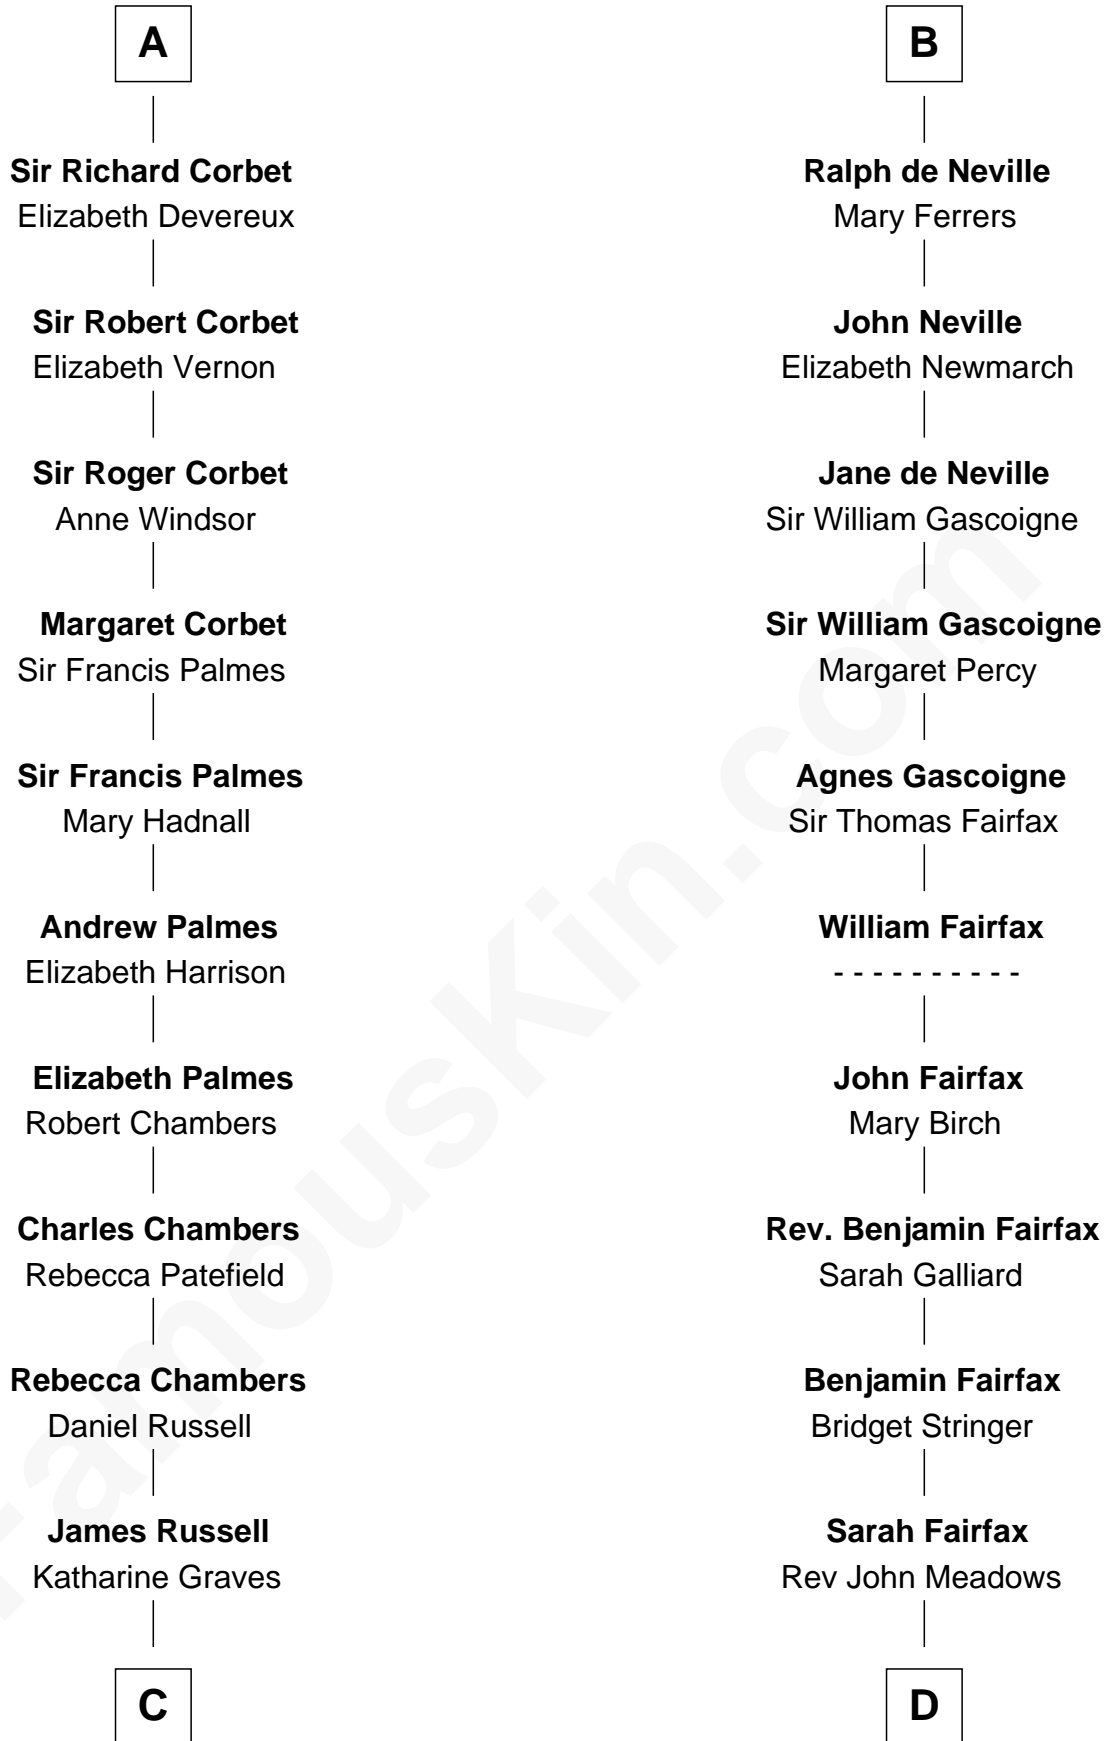 A
Sir Richard Corbet
Elizabeth Devereux
Sir Robert Corbet
Elizabeth Vernon
Sir Roger Corbet
Anne Windsor
Margaret Corbet
Sir Francis Palmes
Sir Francis Palmes
Mary Hadnall
Andrew Palmes
Elizabeth Harrison
Elizabeth Palmes
Robert Chambers
Charles Chambers
Rebecca Patefield
Rebecca Chambers
Daniel Russell
James Russell
Katharine Graves
C
B
Ralph de Neville
Mary Ferrers
John Neville
Elizabeth Newmarch
Jane de Neville
Sir William Gascoigne
Sir William Gascoigne
Margaret Percy
Agnes Gascoigne
Sir Thomas Fairfax
William Fairfax
- - - - - - - - - -
John Fairfax
Mary Birch
Rev. Benjamin Fairfax
Sarah Galliard
Benjamin Fairfax
Bridget Stringer
Sarah Fairfax
Rev John Meadows
D
FamousKin.com